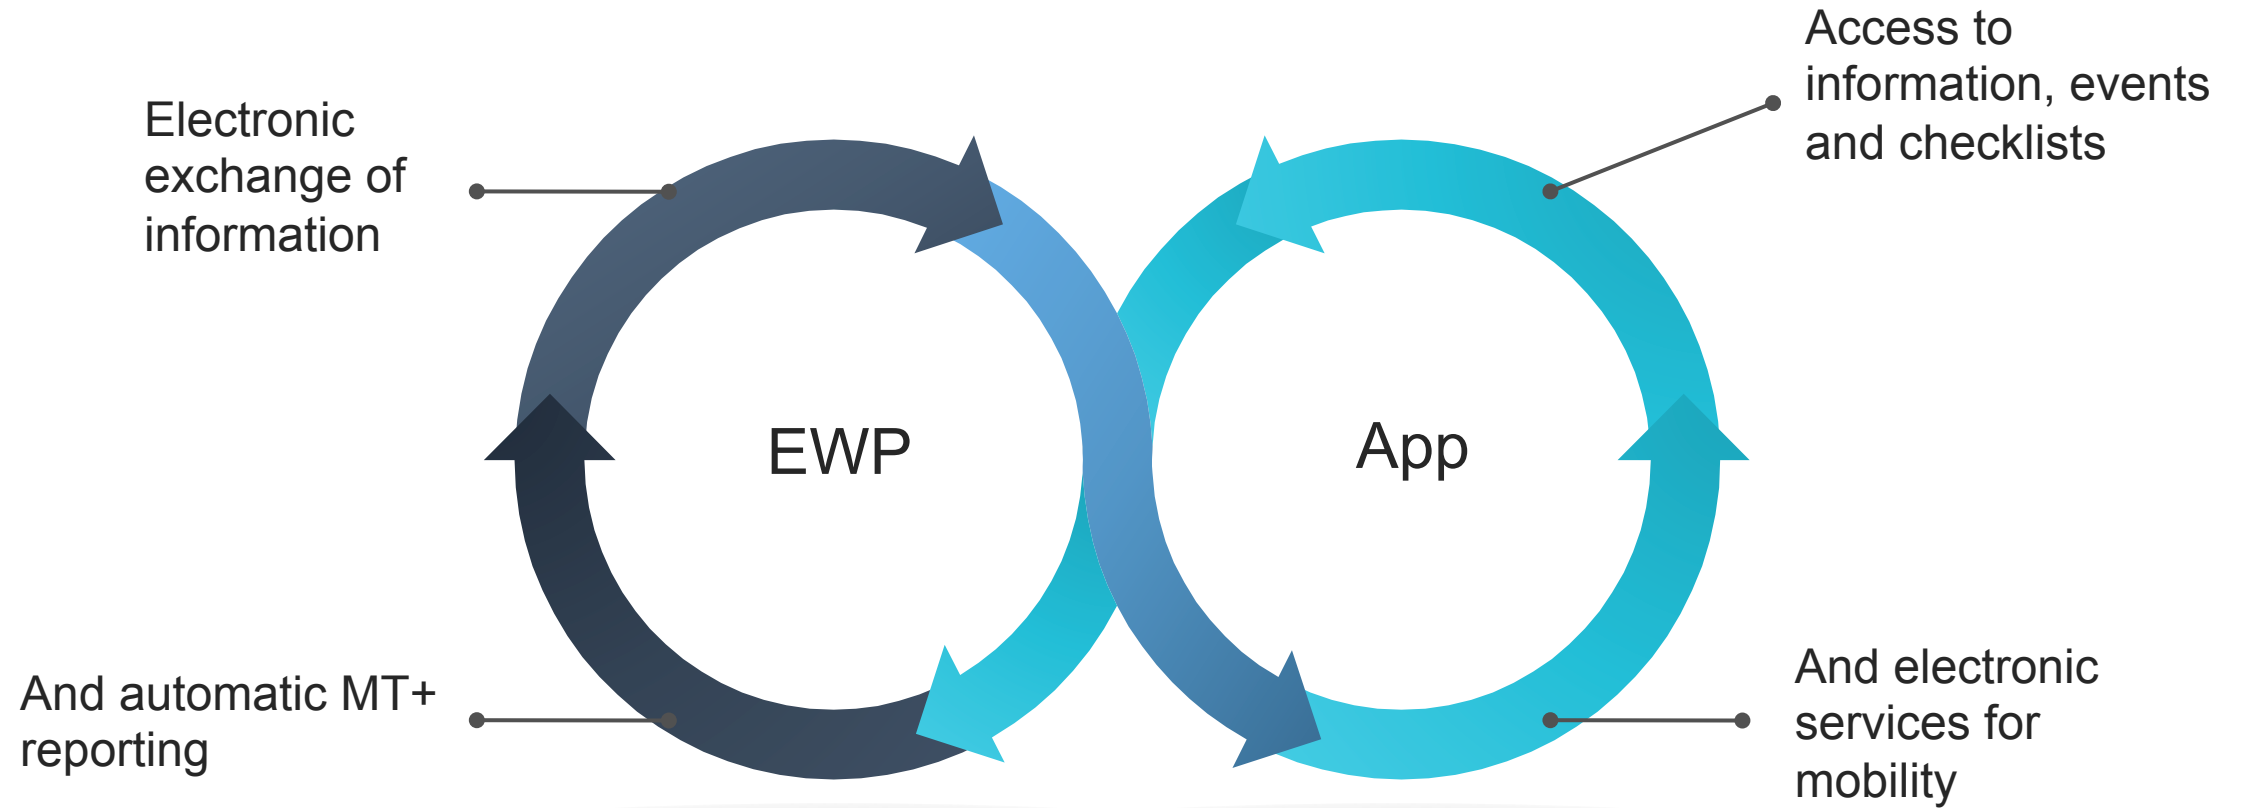 Electronic
exchange of
information
And automatic MT+
reporting
EWP
App
Access to
information, events
and checklists
And electronic
services for
mobility